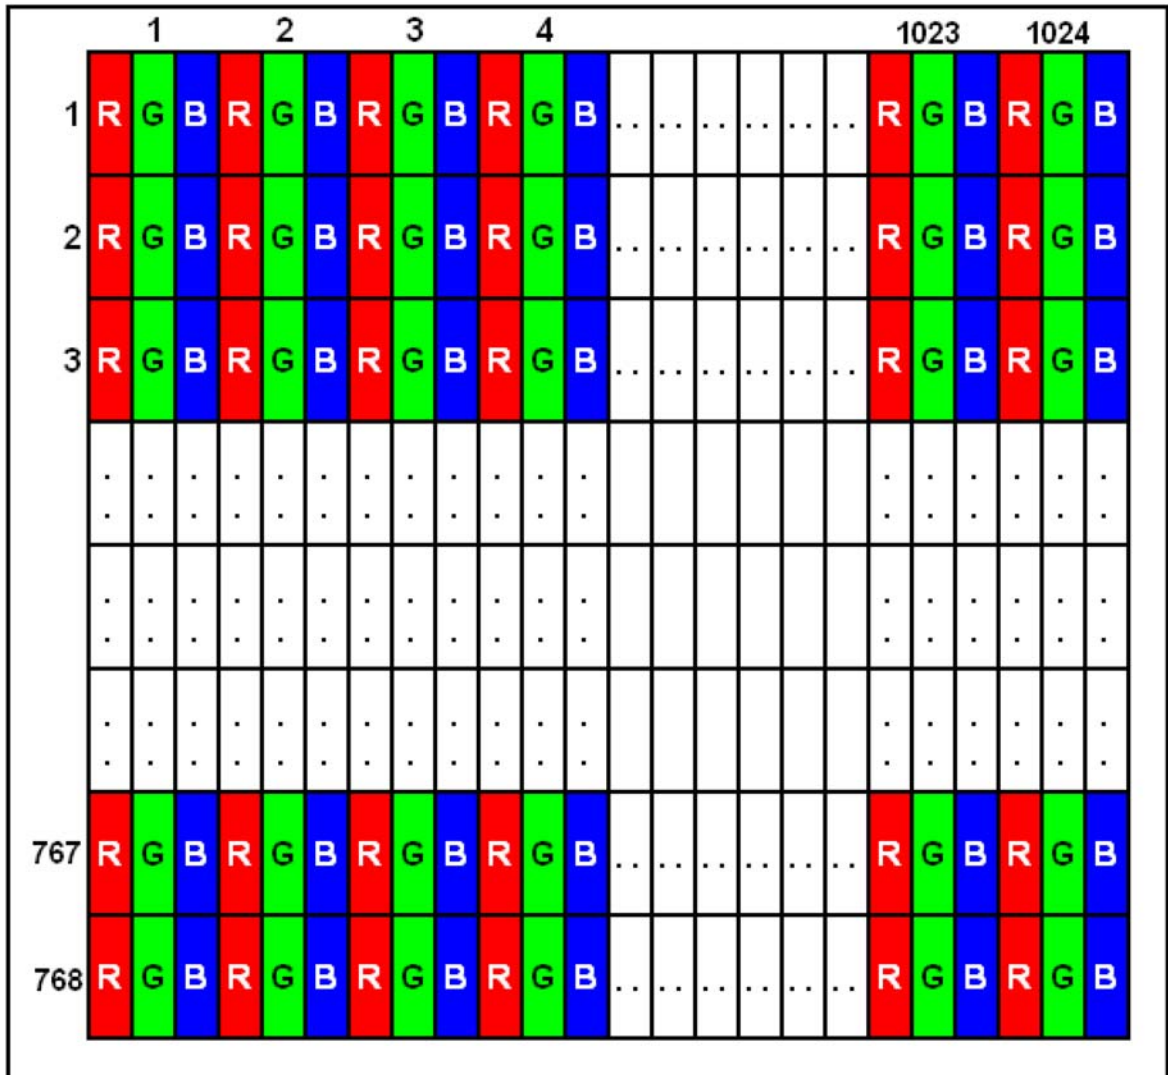 1 2 3 4 1023 1024
1 R G B R G B R G B R G B .. .. .. .. .. .. R G B R G B
2 R G B R G B R G B R G B .. .. .. .. .. .. R G B R G B
3 R G B R G B R G B R G B .. .. .. .. .. .. R G B R G B
. . . . . . . . . . . . . . . . . .
. . . . . . . . . . . . . . . . . .
. . . . . . . . . . . . . . . . . .
. . . . . . . . . . . . . . . . . .
. . . . . . . . . . . . . . . . . .
. . . . . . . . . . . . . . . . . .
767 R G B R G B R G B R G B .. .. .. .. .. .. R G B R G B
768 R G B R G B R G B R G B .. .. .. .. .. .. R G B R G B